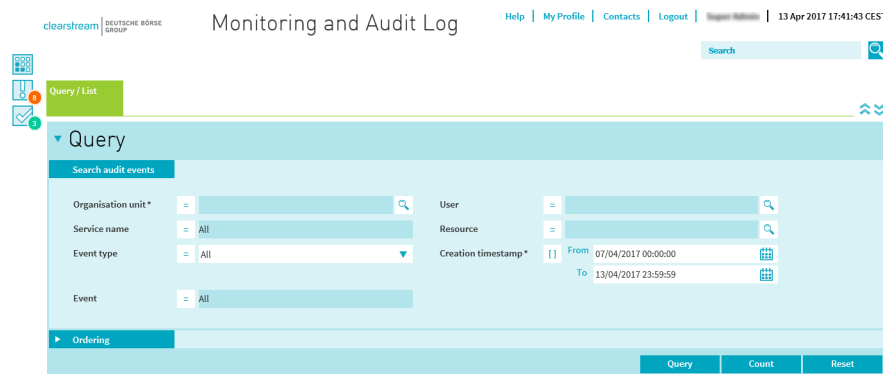 clearstream DEUTSCHE BÖRSE GROUP
Monitoring and Audit Log
Help My Profile Contacts Logout 13 Apr 2017 17:41:43 CEST
Search
8
3
Query / List
Query
Search audit events
Organisation unit * = User =
Service name = All Resource =
Event type = All Creation timestamp * [ ] From 07/04/2017 00:00:00
To 13/04/2017 23:59:59
Event = All
Ordering
Query Count Reset